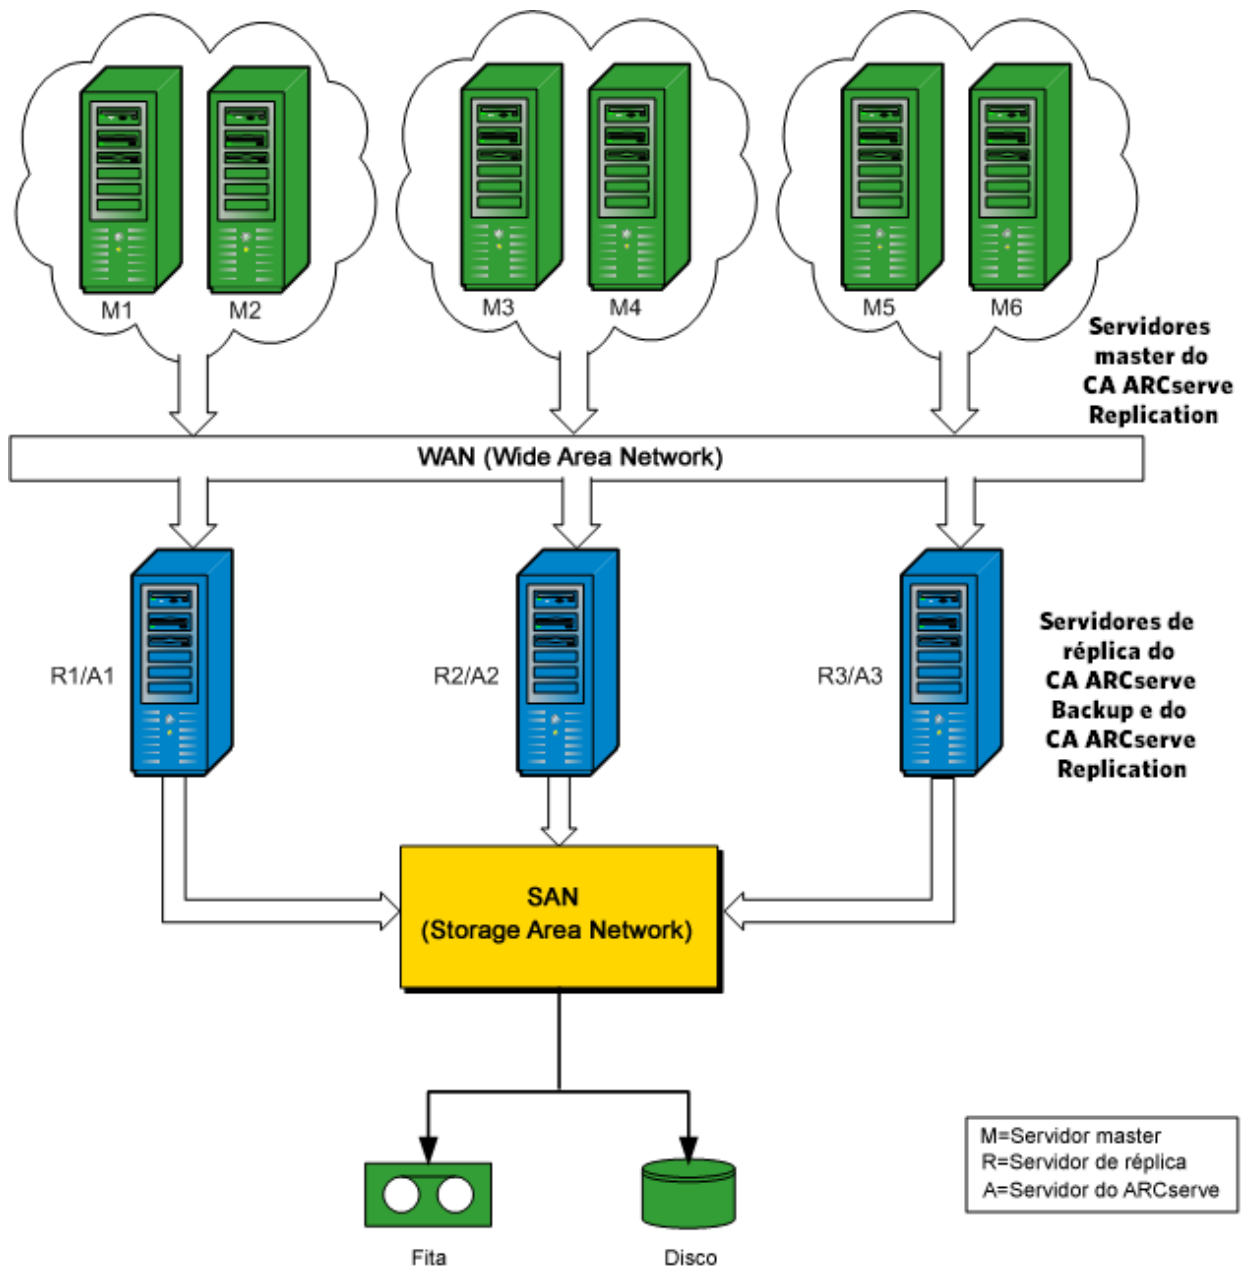 M1
M2
M3
M4
M5
M6
Servidores
master do
CA ARCserve
Replication
WAN (Wide Area Network)
R1/A1
R2/A2
R3/A3
Servidores de
réplica do
CA ARCserve
Backup e do
CA ARCserve
Replication
SAN
(Storage Area Network)
M=Servidor master
R=Servidor de réplica
A=Servidor do ARCserve
Fita
Disco